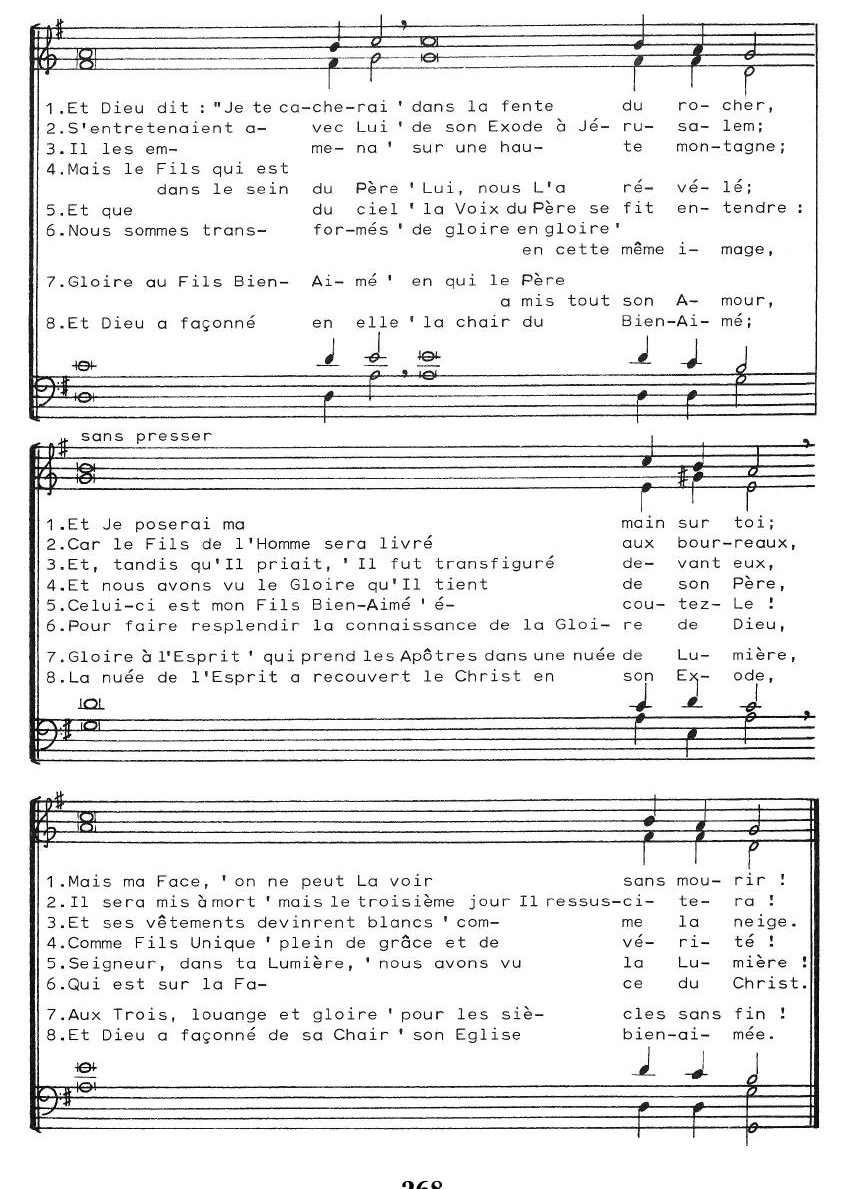 1.Et Dieu dit : "Je te ca-che-rai ' dans la fente du ro- cher,
2.S'entretenaient a- vec Lui ' de son Exode à Jé- ru- sa- lem;
3.Il les em- me- na ' sur une hau- te mon-tagne;
4.Mais le Fils qui est
dans le sein du Père ' Lui, nous L'a ré- vé- lé;
5.Et que du ciel ' la Voix du Père se fit en- tendre :
6.Nous sommes trans- for-més ' de gloire en gloire '
en cette même i- mage,
7.Gloire au Fils Bien- Ai- mé ' en qui le Père
a mis tout son A- mour,
8.Et Dieu a façonné en elle ' la chair du Bien-Ai- mé;
sans presser
1.Et Je poserai ma main sur toi;
2.Car le Fils de l'Homme sera livré aux bour-reaux,
3.Et, tandis qu'Il priait, ' Il fut transfiguré de- vant eux,
4.Et nous avons vu le Gloire qu'Il tient de son Père,
5.Celui-ci est mon Fils Bien-Aimé ' é- cou- tez- Le !
6.Pour faire resplendir la connaissance de la Gloi- re de Dieu,
7.Gloire à l'Esprit ' qui prend les Apôtres dans une nuée de Lu- mière,
8.La nuée de l'Esprit a recouvert le Christ en son Ex- ode,
1.Mais ma Face, ' on ne peut La voir sans mou- rir !
2.Il sera mis à mort ' mais le troisième jour Il ressus-ci- te- ra !
3.Et ses vêtements devinrent blancs ' com- me la neige.
4.Comme Fils Unique ' plein de grâce et de vé- ri- té !
5.Seigneur, dans ta Lumière, ' nous avons vu la Lu- mière !
6.Qui est sur la Fa- ce du Christ.
7.Aux Trois, louange et gloire ' pour les siè- cles sans fin !
8.Et Dieu a façonné de sa Chair ' son Eglise bien-ai- mée.
268